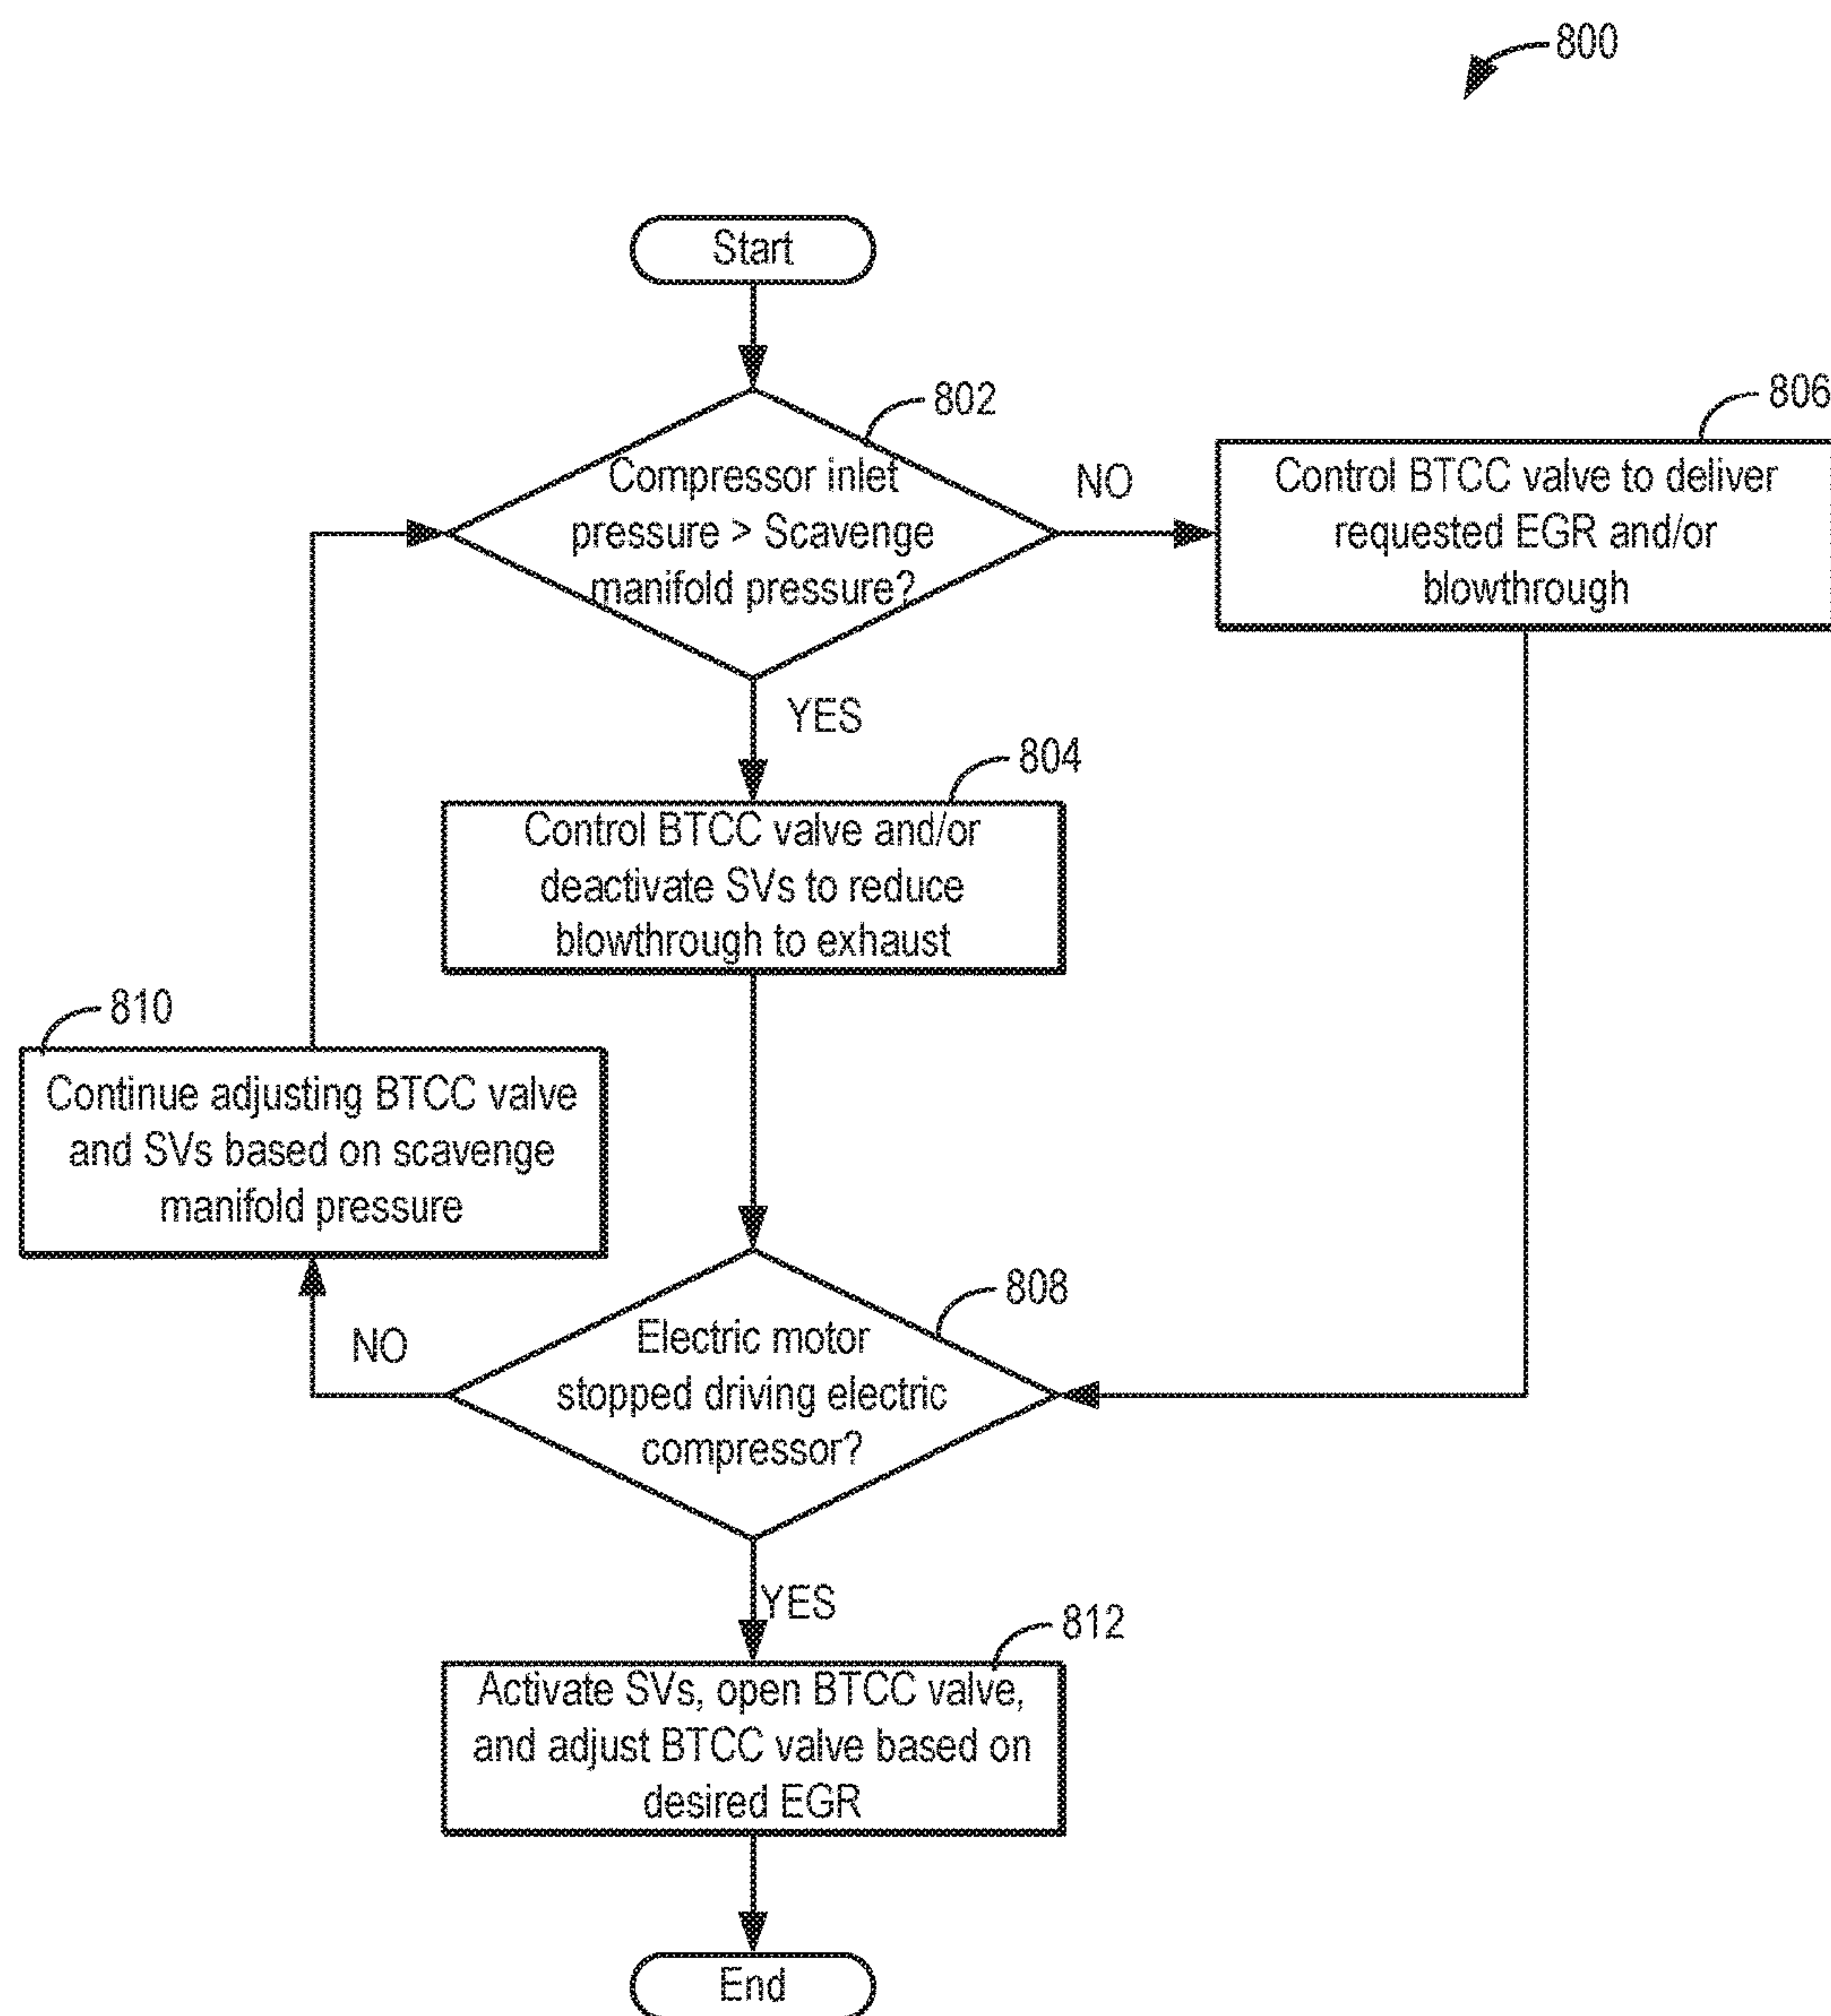 800
Start
802
Compressor inlet
pressure > Scavenge
manifold pressure?
NO
806
Control BTCC valve to deliver
requested EGR and/or
blowthrough
YES
804
Control BTCC valve and/or
deactivate SVs to reduce
blowthrough to exhaust
810
Continue adjusting BTCC valve
and SVs based on scavenge
manifold pressure
808
Electric motor
stopped driving electric
compressor?
NO
YES
812
Activate SVs, open BTCC valve,
and adjust BTCC valve based on
desired EGR
End